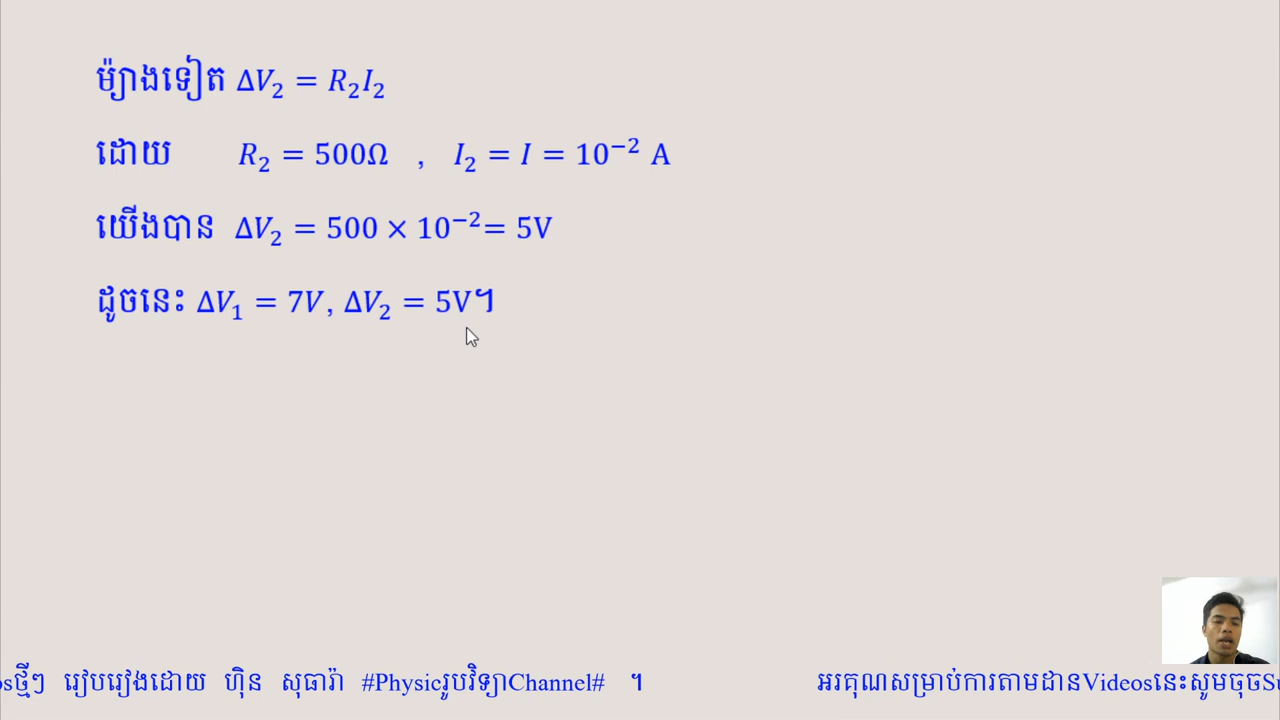 ម៉្យាងទៀត ΔV₂ = R₂I₂
ដោយ R₂ = 500Ω , I₂ = I = 10⁻² A
យើងបាន ΔV₂ = 500 × 10⁻² = 5V
ដូចនេះ ΔV₁ = 7V, ΔV₂ = 5V។
ថ្មីៗ រៀបរៀងដោយ ហ៊ិន សុធារ៉ា #Physicរូបវិទ្យាChannel# ។ អរគុណសម្រាប់ការតាមដានVideosនេះសូមចុច